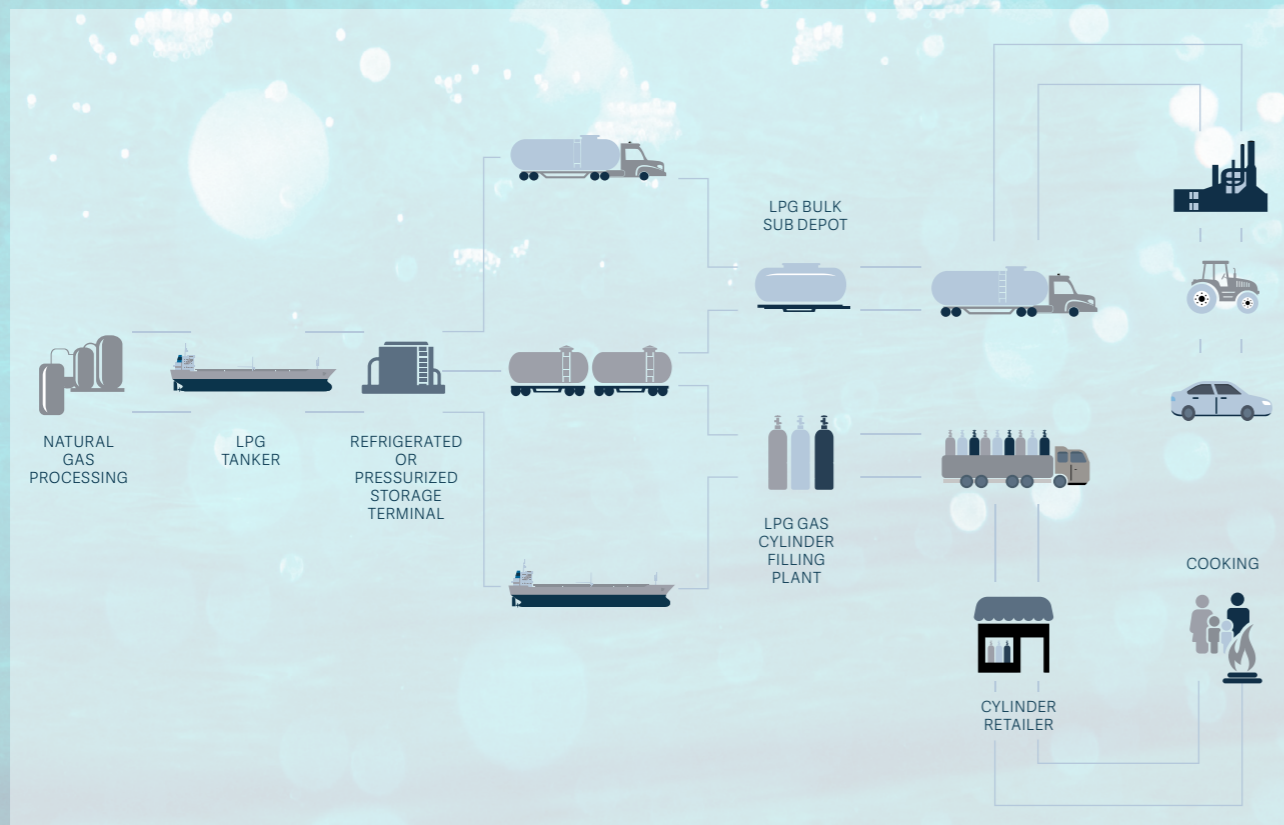 NATURAL
GAS
PROCESSING
LPG
TANKER
REFRIGERATED
OR
PRESSURIZED
STORAGE
TERMINAL
LPG BULK
SUB DEPOT
LPG GAS
CYLINDER
FILLING
PLANT
CYLINDER
RETAILER
COOKING